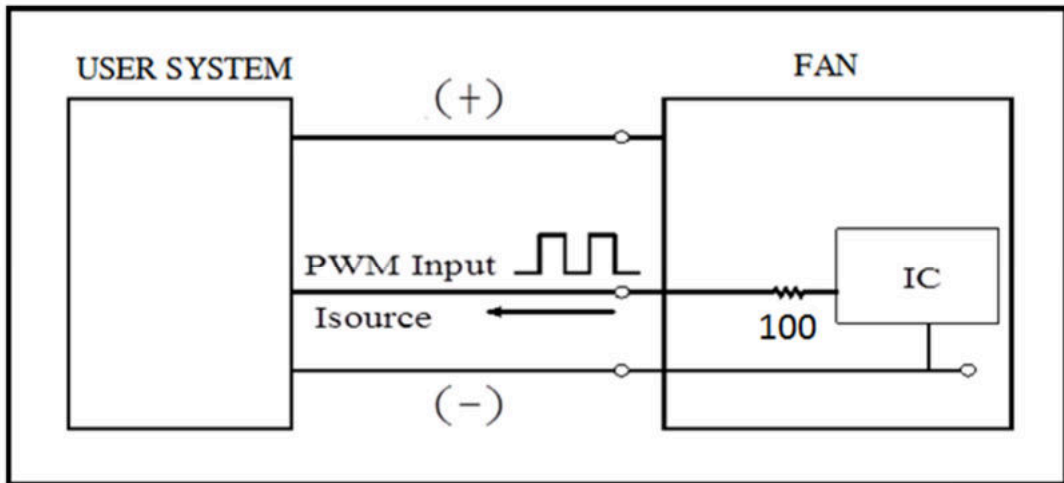 USER SYSTEM
FAN
(+)
PWM Input
IC
Isource
100
(-)